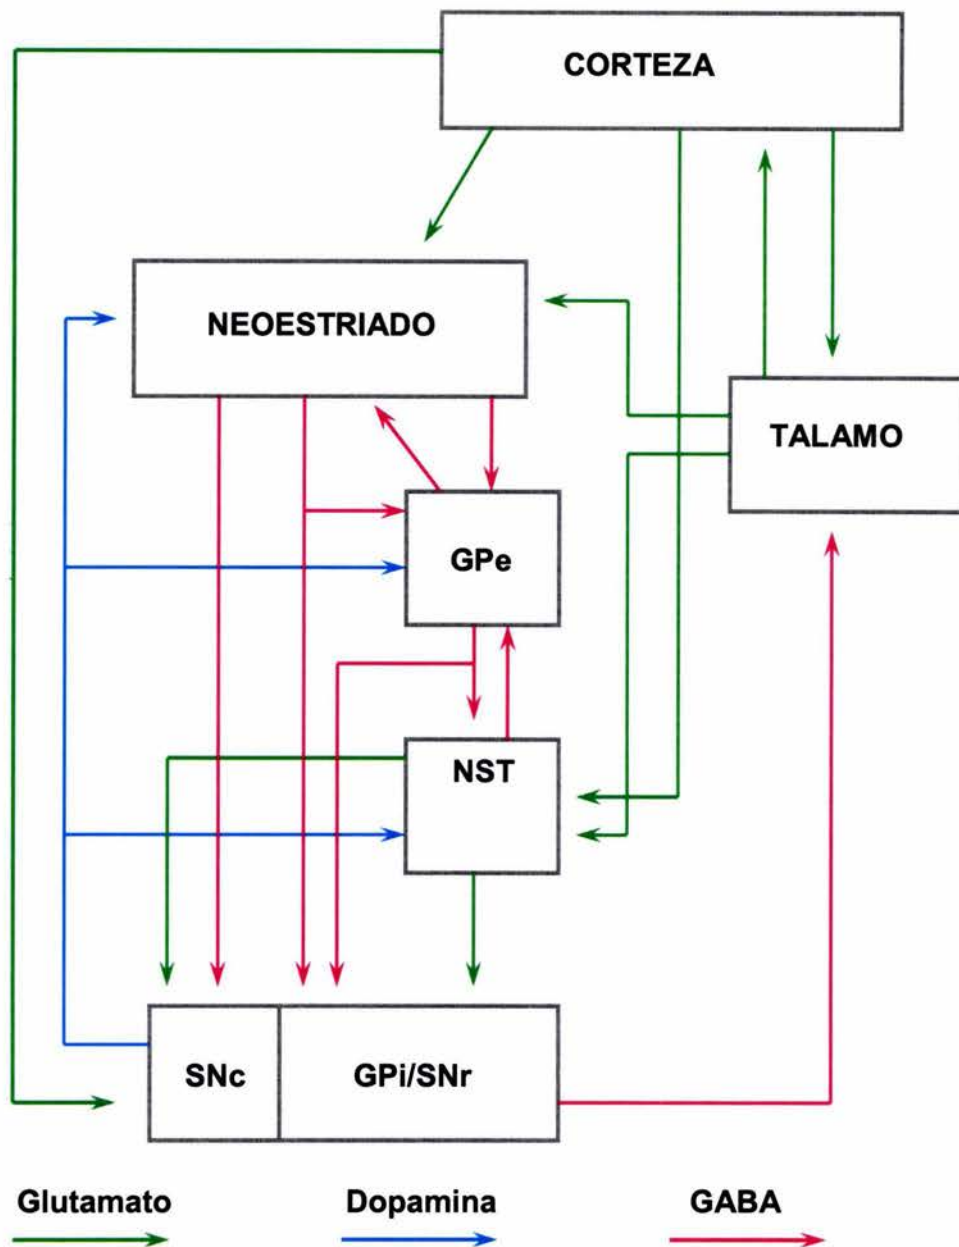 CORTEZA
NEOESTRIADO
TALAMO
GPe
NST
SNc
GPi/SNr
Glutamato
Dopamina
GABA